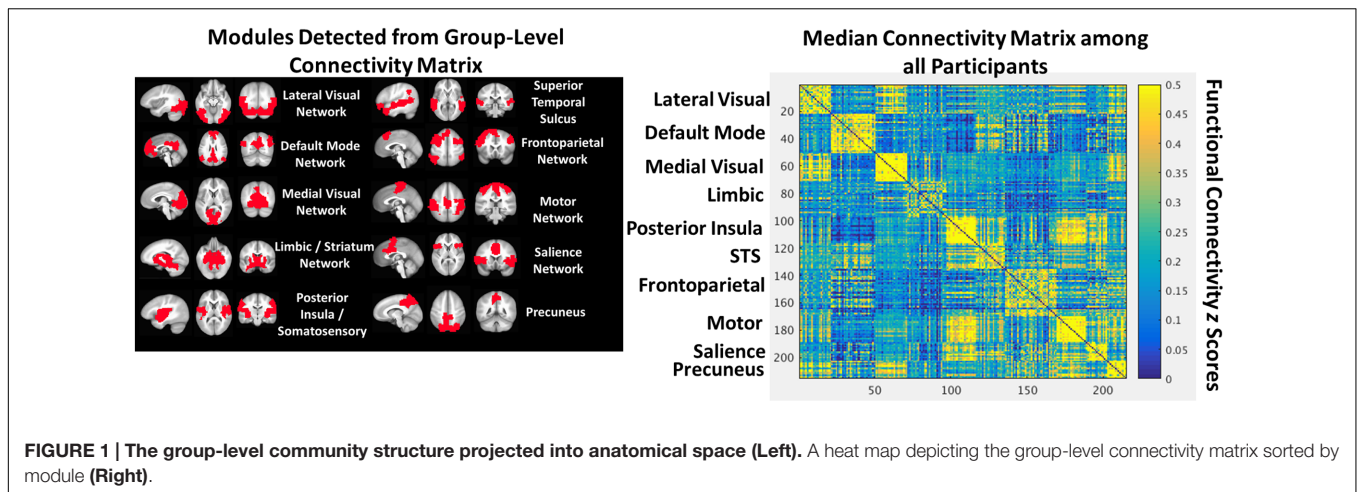 Modules Detected from Group-Level
Connectivity Matrix
Lateral Visual
Network
Superior
Temporal
Sulcus
Default Mode
Network
Frontoparietal
Network
Medial Visual
Network
Motor
Network
Limbic / Striatum
Network
Salience
Network
Posterior
Insula /
Somatosensory
Precuneus
Median Connectivity Matrix among
all Participants
Lateral Visual
Default Mode
Medial Visual
Limbic
Posterior Insula
STS
Frontoparietal
Motor
Salience
Precuneus
20
40
60
80
100
120
140
160
180
200
50
100
150
200
0.5
0.45
0.4
0.35
0.3
0.25
0.2
0.15
0.1
0.05
0
Functional Connectivity z Scores
FIGURE 1 | The group-level community structure projected into anatomical space (Left). A heat map depicting the group-level connectivity matrix sorted by
module (Right).